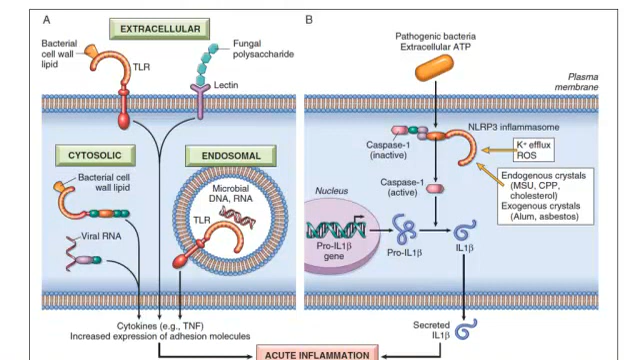 A
EXTRACELLULAR
Bacterial
cell wall
lipid
TLR
Fungal
polysaccharide
Lectin
CYTOSOLIC
ENDOSOMAL
Bacterial cell
wall lipid
Viral RNA
Microbial
DNA, RNA
TLR
Cytokines (e.g., TNF)
Increased expression of adhesion molecules
B
Pathogenic bacteria
Extracellular ATP
Plasma
membrane
NLRP3 inflammasome
Caspase-1
(inactive)
K+ efflux
ROS
Endogenous crystals
(MSU, CPP,
cholesterol)
Exogenous crystals
(Alum, asbestos)
Caspase-1
(active)
Nucleus
Pro-IL1β
gene
Pro-IL1β
IL1β
Secreted
IL1β
ACUTE INFLAMMATION